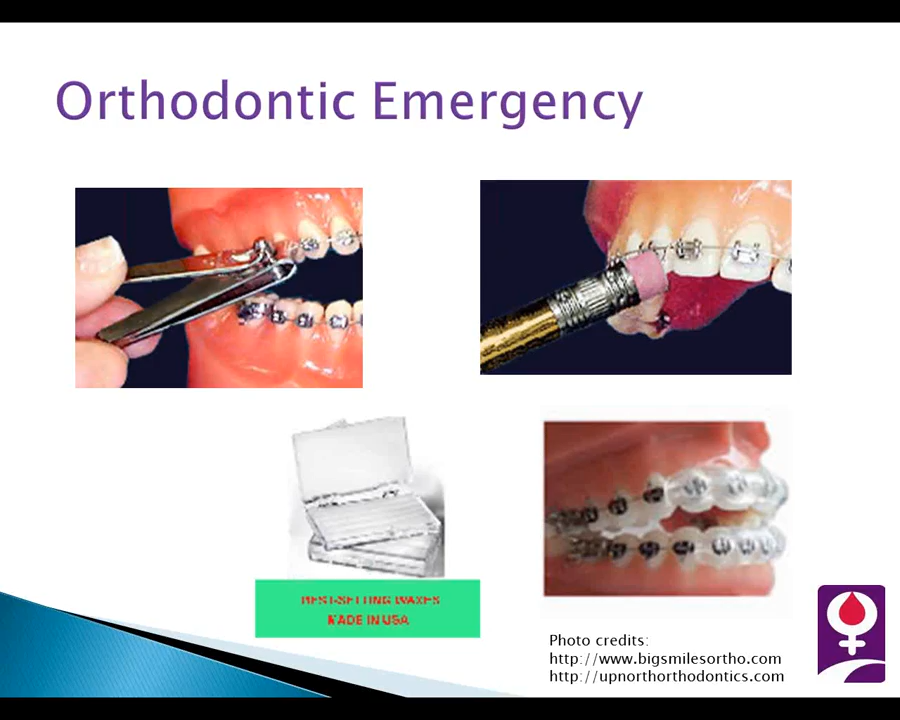 Orthodontic Emergency
BEST-SELLING WAXES
MADE IN USA
Photo credits:
http://www.bigsmilesortho.com
http://upnorthorthodontics.com